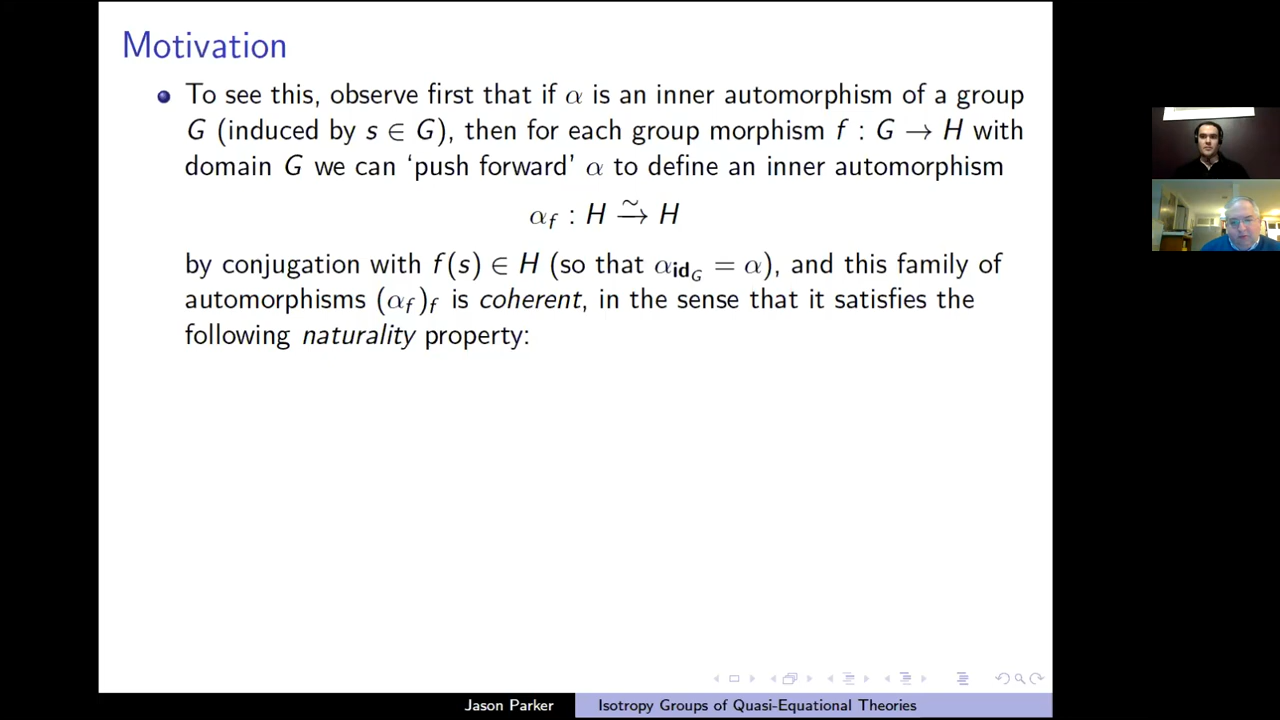 Motivation
To see this, observe first that if α is an inner automorphism of a group
G (induced by s ∈ G), then for each group morphism f : G → H with
domain G we can ‘push forward’ α to define an inner automorphism
α_f : H ⥲ H
by conjugation with f(s) ∈ H (so that α_{id_G} = α), and this family of
automorphisms (α_f)_f is coherent, in the sense that it satisfies the
following naturality property:
Jason Parker Isotropy Groups of Quasi-Equational Theories